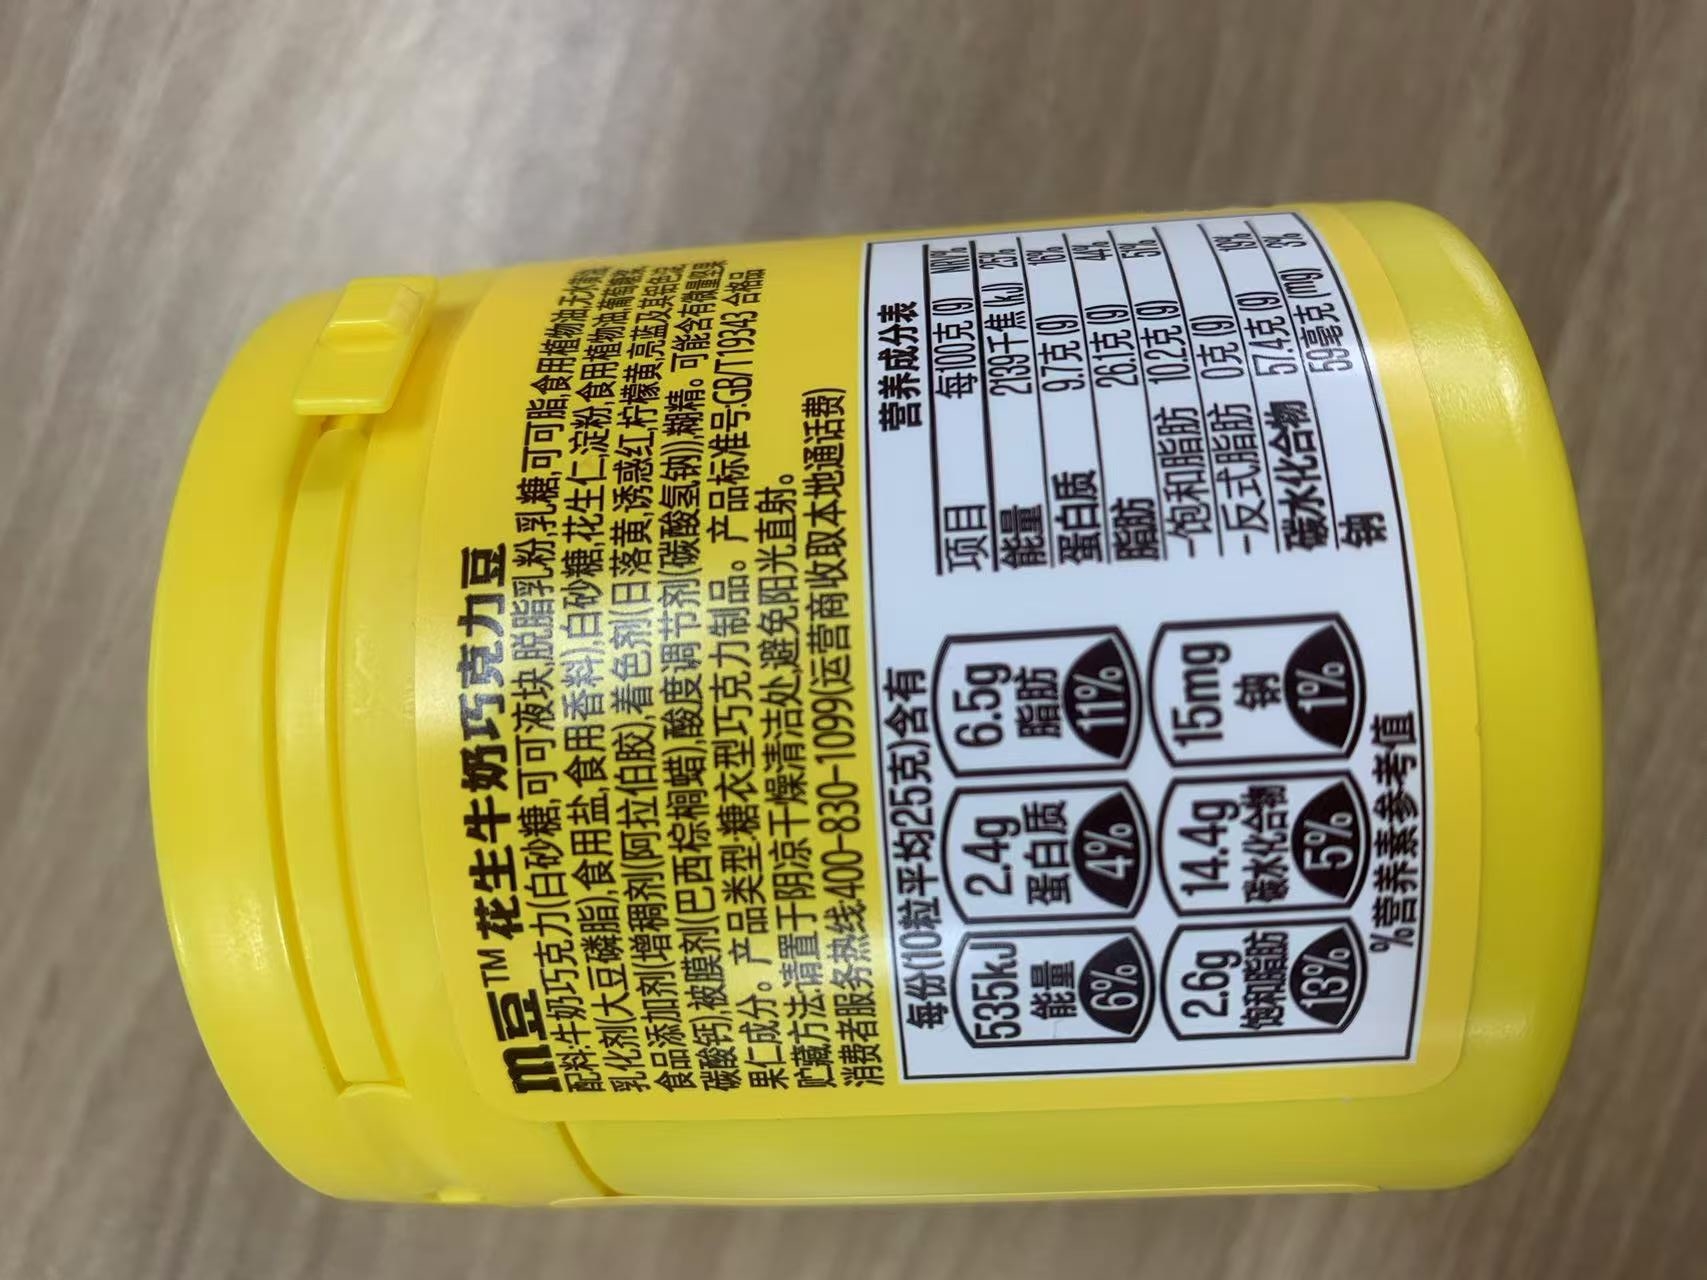 m豆™花生牛奶巧克力豆
配料:牛奶巧克力(白砂糖,可可液块,脱脂乳粉,乳糖,可可脂,食用植物油,无水
乳化剂(大豆磷脂),食用盐,食用香料),白砂糖,花生仁,淀粉,食用植物油,葡萄糖浆
食品添加剂(增稠剂(阿拉伯胶),着色剂(日落黄,诱惑红,柠檬黄,亮蓝及其铝色淀
碳酸钙),被膜剂(巴西棕榈蜡),酸度调节剂(碳酸氢钠)),糊精。可能含有微量坚果
果仁成分。产品类型:糖衣型巧克力制品。产品标准号:GB/T19343 合格品
贮藏方法:请置于阴凉干燥清洁处,避免阳光直射。
消费者服务热线:400-830-1099(运营商收取本地通话费)
每份(10粒平均25克)含有
535kJ 2.4g 6.5g
能量 蛋白质 脂肪
6% 4% 11%
2.6g 14.4g 15mg
饱和脂肪 碳水化合物 钠
13% 5% 1%
%营养素参考值
营养成分表
项目 每100克(g) NRV%
能量 2139千焦(kJ) 25%
蛋白质 9.7克(g) 16%
脂肪 26.1克(g) 44%
-饱和脂肪 10.2克(g) 51%
-反式脂肪 0克(g)
碳水化合物 57.4克(g) 19%
钠 59毫克(mg) 3%